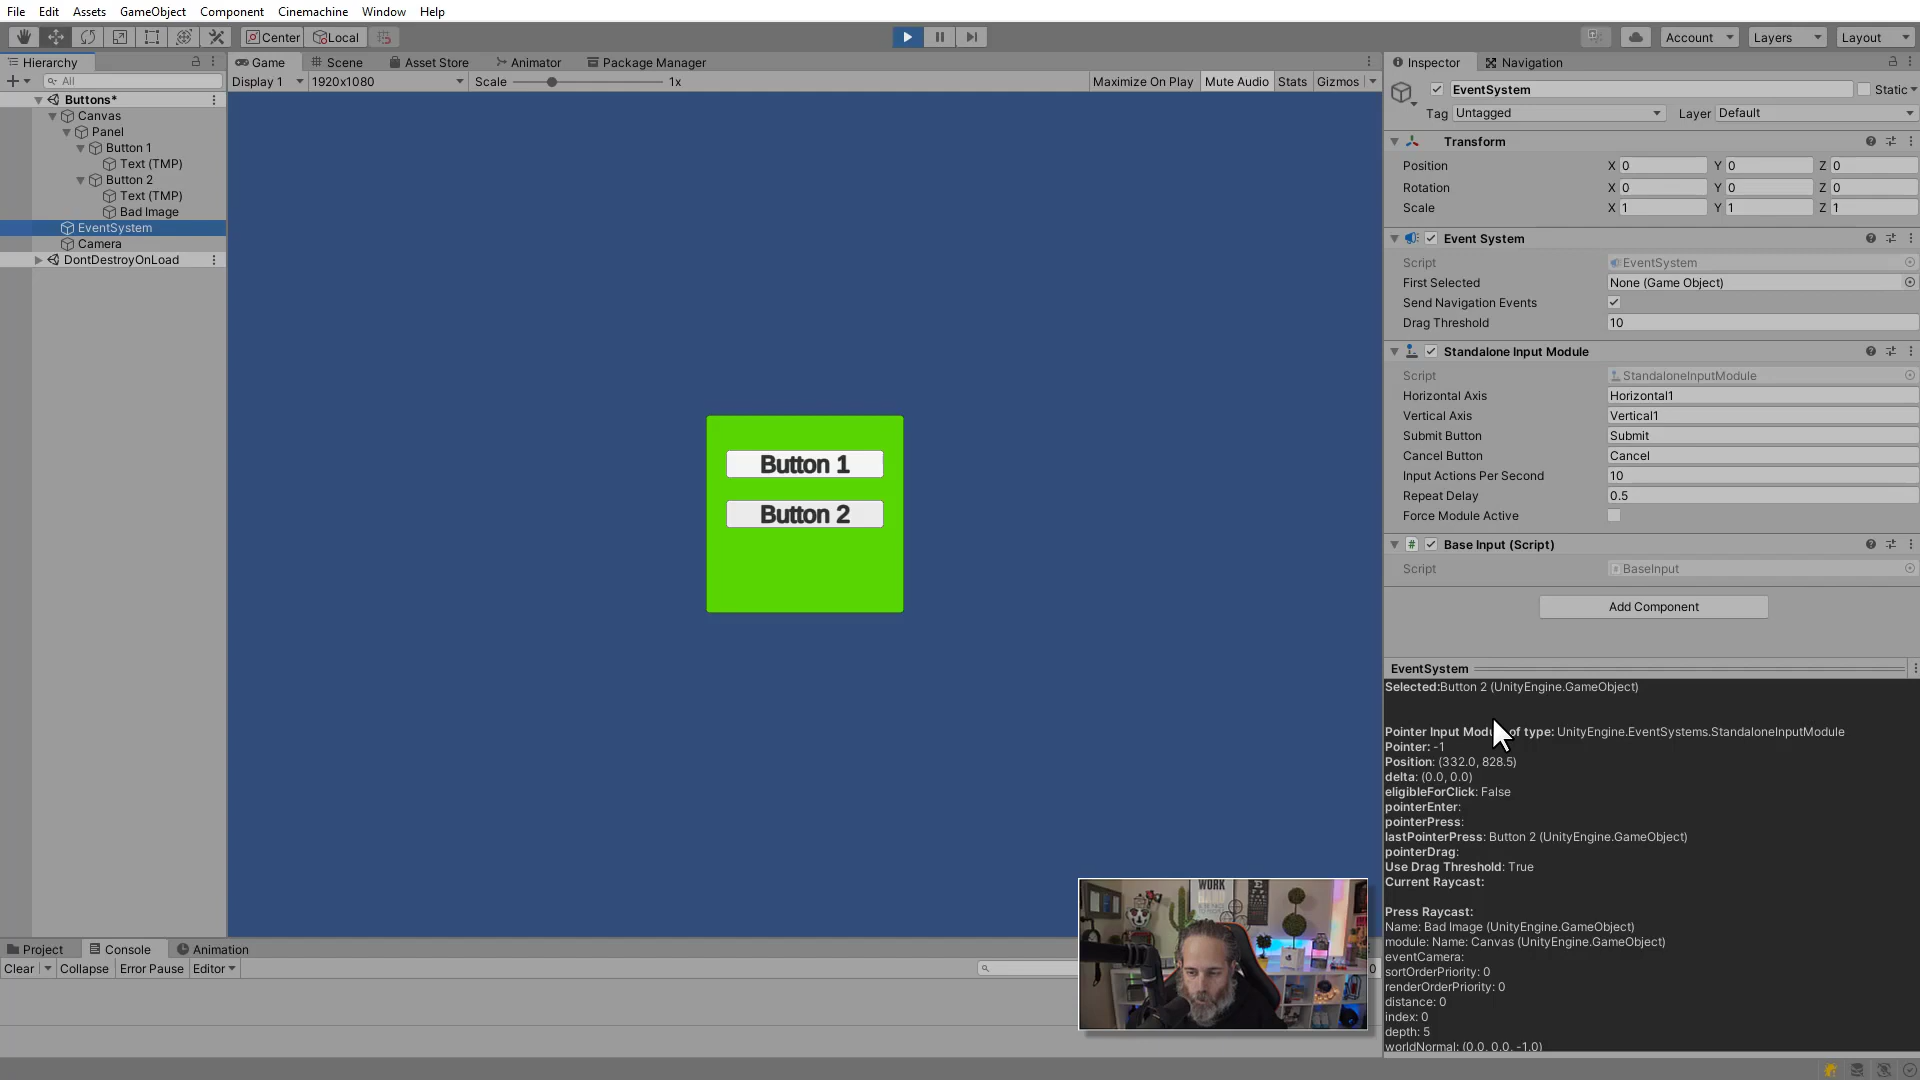 File Edit Assets GameObject Component Cinemachine Window Help
Center Local Account Layers Layout
Hierarchy
All
Buttons*
Canvas
Panel
Button 1
Text (TMP)
Button 2
Text (TMP)
Bad Image
EventSystem
Camera
DontDestroyOnLoad
Game Scene Asset Store Animator Package Manager
Display 1 1920x1080 Scale 1x Maximize On Play Mute Audio Stats Gizmos
Button 1
Button 2
Project Console Animation
Clear Collapse Error Pause Editor 0
WORK
Inspector Navigation
EventSystem Static
Tag Untagged Layer Default
Transform
Position X 0 Y 0 Z 0
Rotation X 0 Y 0 Z 0
Scale X 1 Y 1 Z 1
Event System
Script EventSystem
First Selected None (Game Object)
Send Navigation Events
Drag Threshold 10
Standalone Input Module
Script StandaloneInputModule
Horizontal Axis Horizontal1
Vertical Axis Vertical1
Submit Button Submit
Cancel Button Cancel
Input Actions Per Second 10
Repeat Delay 0.5
Force Module Active
# Base Input (Script)
Script BaseInput
Add Component
EventSystem
Selected:Button 2 (UnityEngine.GameObject)
Pointer Input of type: UnityEngine.EventSystems.StandaloneInputModule
Pointer: -1
Position: (332.0, 828.5)
delta: (0.0, 0.0)
eligibleForClick: False
pointerEnter:
pointerPress:
lastPointerPress: Button 2 (UnityEngine.GameObject)
pointerDrag:
Use Drag Threshold: True
Current Raycast:
Press Raycast:
Name: Bad Image (UnityEngine.GameObject)
module: Name: Canvas (UnityEngine.GameObject)
eventCamera:
sortOrderPriority: 0
renderOrderPriority: 0
distance: 0
index: 0
depth: 5
worldNormal: (0.0, 0.0, -1.0)